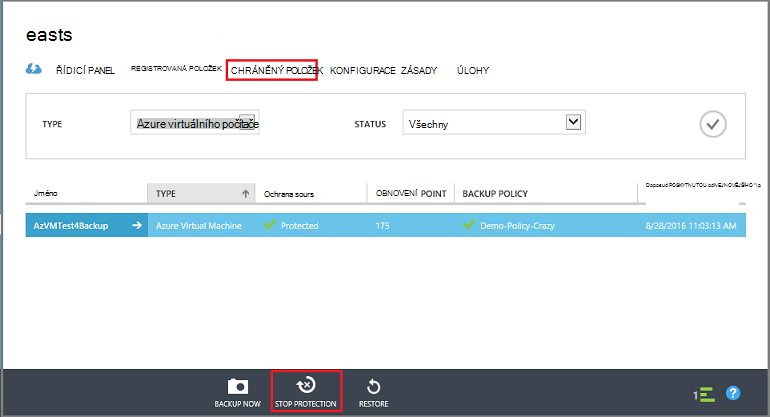 easts
ŘÍDICÍ PANEL REGISTROVANÁ POLOŽEK CHRÁNĚNÝ POLOŽEK KONFIGURACE ZÁSADY ÚLOHY
TYPE Azure virtuálního počítače STATUS Všechny
Jméno TYPE Ochrana sours OBNOVENÍ POINT BACKUP POLICY
AzVMTest4Backup Azure Virtual Machine Protected 175 Demo-Policy-Crazy 8/28/2016 11:03:13 AM
BACKUP NOW STOP PROTECTION RESTORE 1 ?